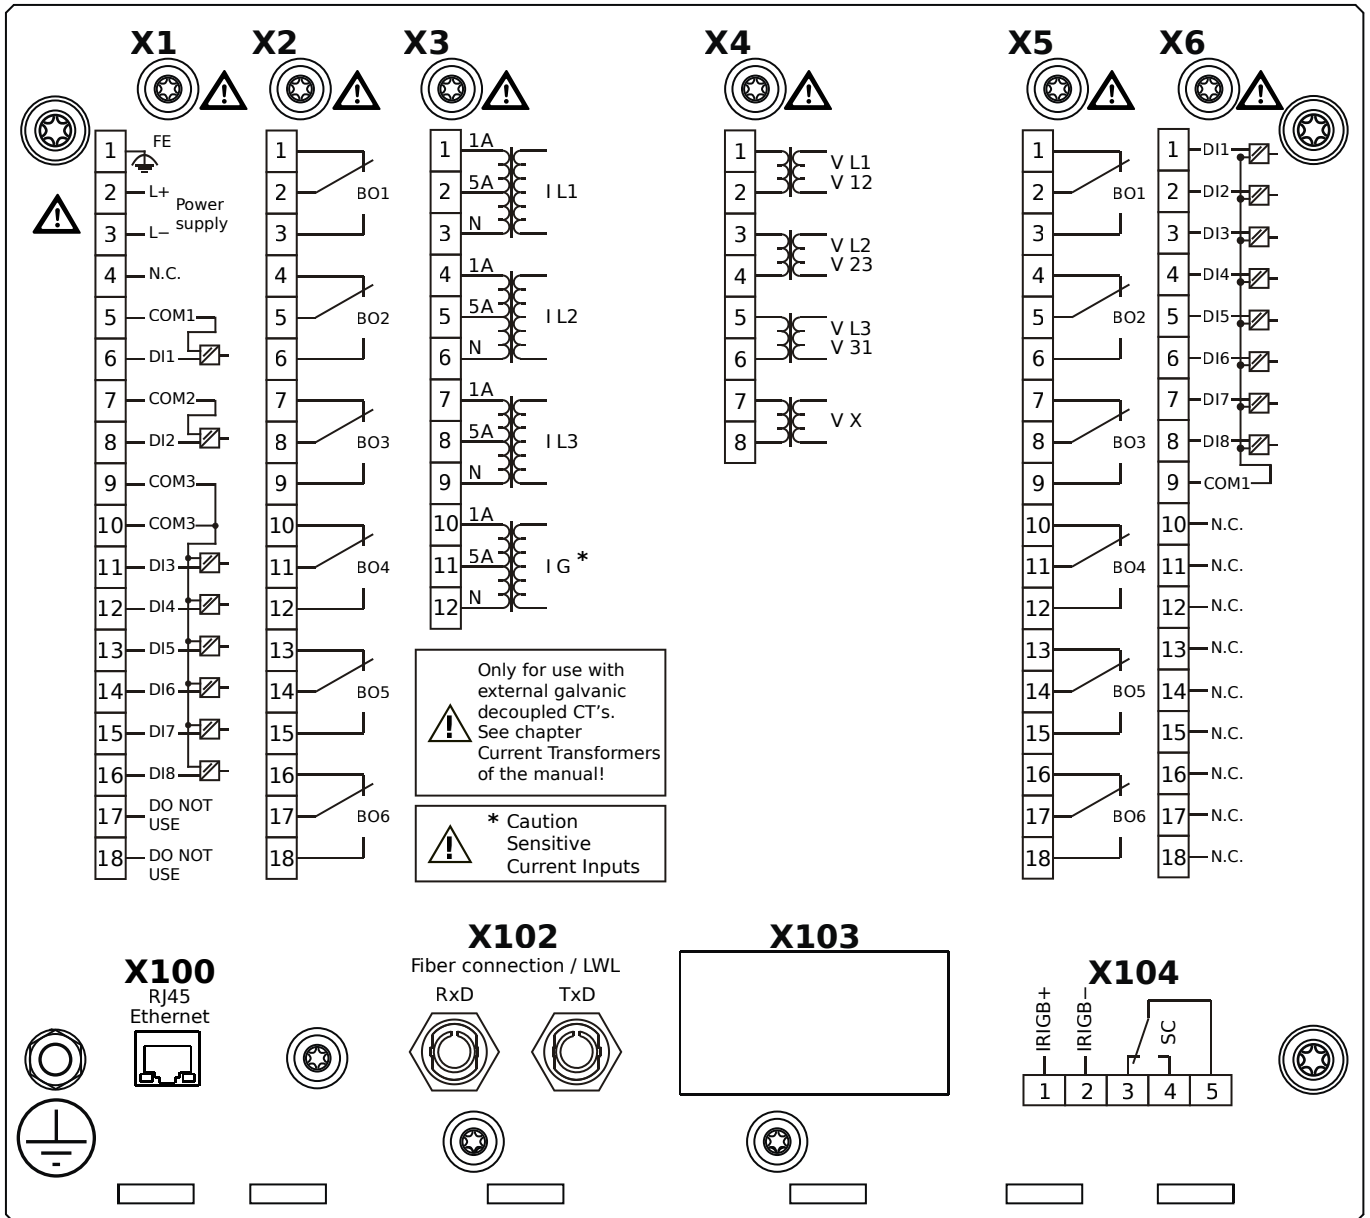 X1
X2
X3
X4
X5
X6
1
FE
2
L+
Power
supply
3
L−
4
N.C.
5
COM1
6
DI1
7
COM2
8
DI2
9
COM3
10
COM3
11
DI3
12
DI4
13
DI5
14
DI6
15
DI7
16
DI8
17
DO NOT
USE
18
DO NOT
USE
1
2
BO1
3
4
5
BO2
6
7
8
BO3
9
10
11
BO4
12
13
14
BO5
15
16
17
BO6
18
1
1A
2
5A
I L1
3
N
4
1A
5
5A
I L2
6
N
7
1A
8
5A
I L3
9
N
10
1A
11
5A
I G *
12
N
Only for use with
external galvanic
decoupled CT's.
See chapter
Current Transformers
of the manual!
* Caution
Sensitive
Current Inputs
1
V L1
2
V 12
3
V L2
4
V 23
5
V L3
6
V 31
7
V X
8
1
2
BO1
3
4
5
BO2
6
7
8
BO3
9
10
11
BO4
12
13
14
BO5
15
16
17
BO6
18
1
DI1
2
DI2
3
DI3
4
DI4
5
DI5
6
DI6
7
DI7
8
DI8
9
COM1
10
N.C.
11
N.C.
12
N.C.
13
N.C.
14
N.C.
15
N.C.
16
N.C.
17
N.C.
18
N.C.
X100
RJ45
Ethernet
X102
Fiber connection / LWL
RxD
TxD
X103
X104
IRIGB+
IRIGB−
SC
1
2
3
4
5